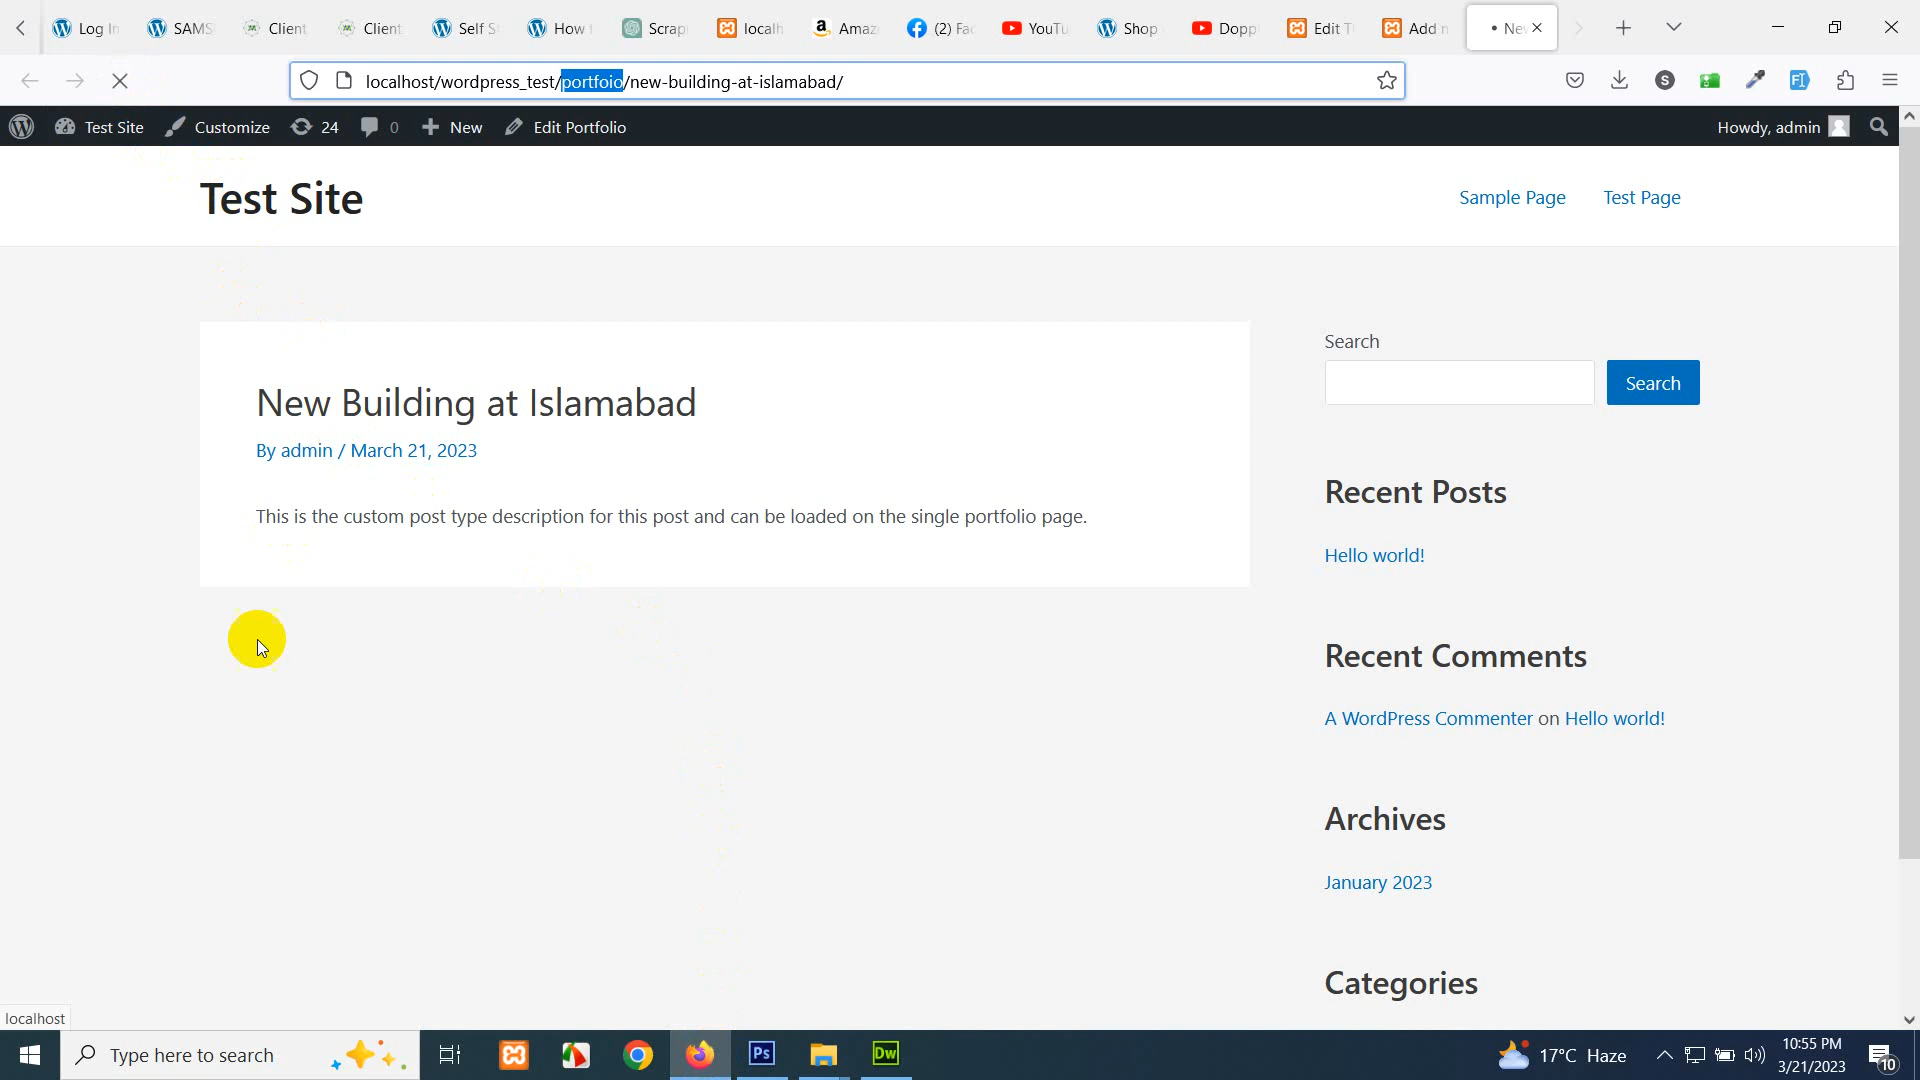 Log In
SAMS
Client
Client
Self S
How
Scrap
localh
Amaz
(2) Fac
YouTu
Shop
Dopp
Edit T
Add n
New
localhost/wordpress_test/portfoio/new-building-at-islamabad/
Test Site
Customize
24
0
New
Edit Portfolio
Howdy, admin
Test Site
Sample Page
Test Page
New Building at Islamabad
By admin / March 21, 2023
This is the custom post type description for this post and can be loaded on the single portfolio page.
Search
Search
Recent Posts
Hello world!
Recent Comments
A WordPress Commenter on Hello world!
Archives
January 2023
Categories
localhost
Type here to search
Ps
Dw
17°C Haze
10:55 PM
3/21/2023
10